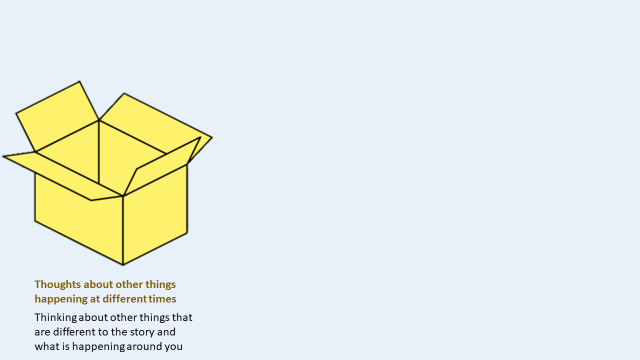 Thoughts about other things
happening at different times
Thinking about other things that
are different to the story and
what is happening around you